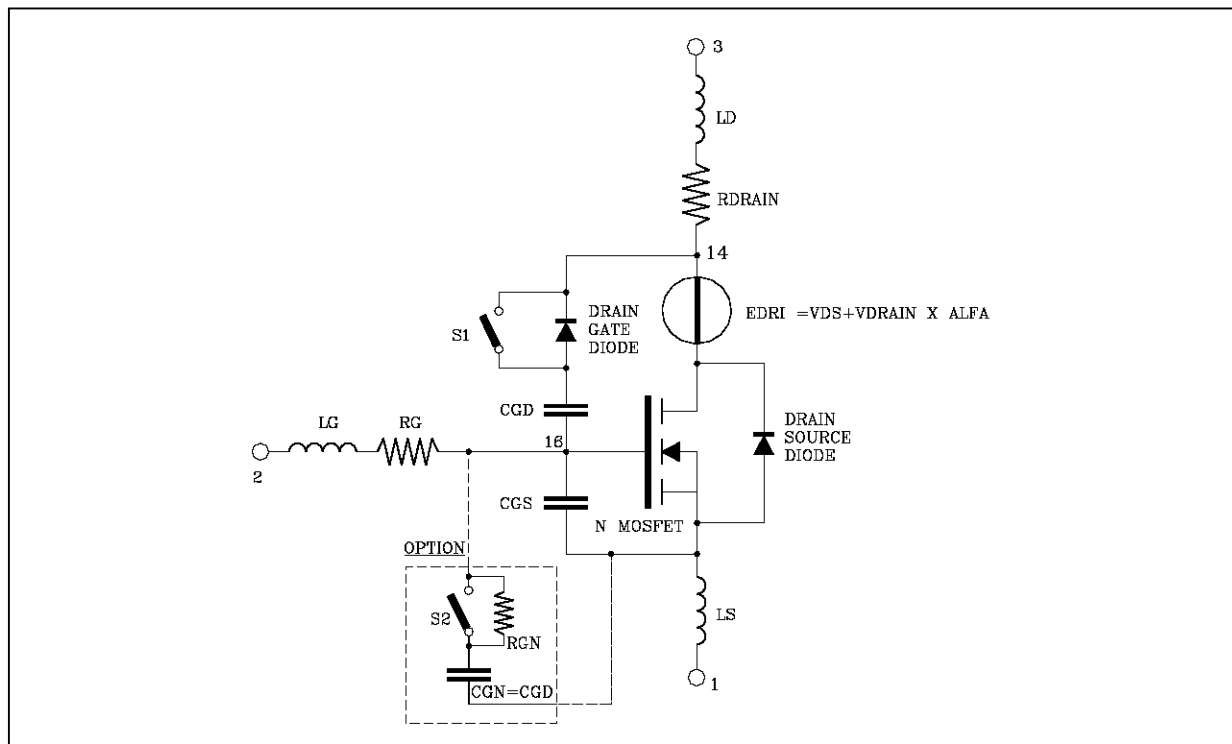 3
LD
RDRAIN
14
DRAIN
GATE
DIODE
EDRI =VDS+VDRAIN X ALFA
S1
CGD
LG
RG
16
DRAIN
SOURCE
DIODE
2
CGS
N MOSFET
OPTION
S2
RGN
LS
CGN=CGD
1